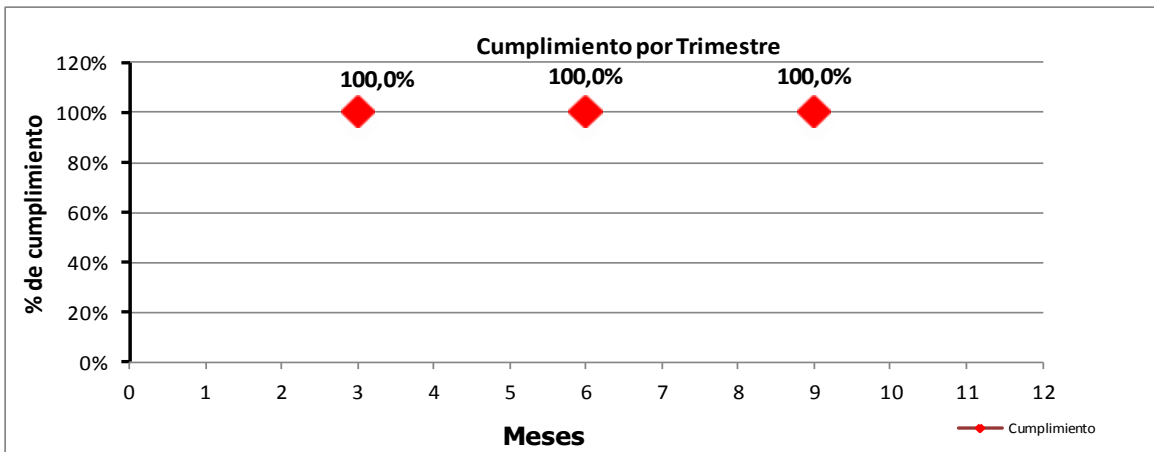 Cumplimiento por Trimestre
100,0% 100,0% 100,0%
120%
100%
80%
60%
40%
20%
0%
% de cumplimiento
0 1 2 3 4 5 6 7 8 9 10 11 12
Meses
Cumplimiento